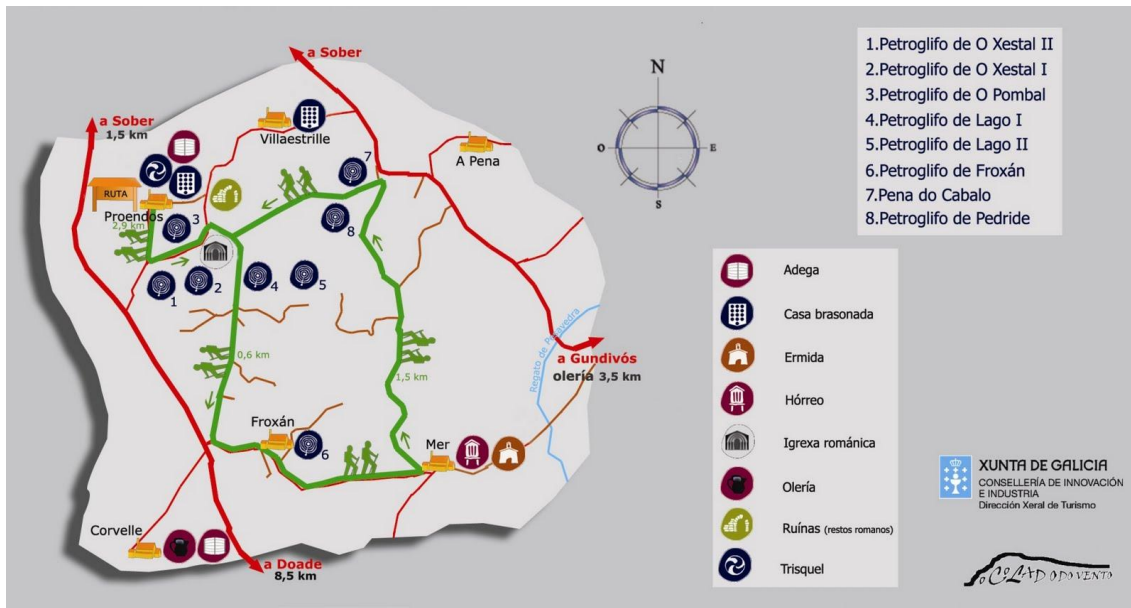 a Sober
a Sober
1,5 km
Villaestrille
A Pena
7
RUTA
Proendos
2,9 km
3
8
1
2
4
5
0,6 km
1,5 km
a Gundivós
olería 3,5 km
Froxán
6
Mer
Corvelle
a Doade
8,5 km
N
O
E
S
1.Petroglifo de O Xestal II
2.Petroglifo de O Xestal I
3.Petroglifo de O Pombal
4.Petroglifo de Lago I
5.Petroglifo de Lago II
6.Petroglifo de Froxán
7.Pena do Cabalo
8.Petroglifo de Pedride
Adega
Casa brasonada
Ermida
Hórreo
Igrexa románica
Olería
Ruínas (restos romanos)
Trisquel
XUNTA DE GALICIA
CONSELLERÍA DE INNOVACIÓN
E INDUSTRIA
Dirección Xeral de Turismo